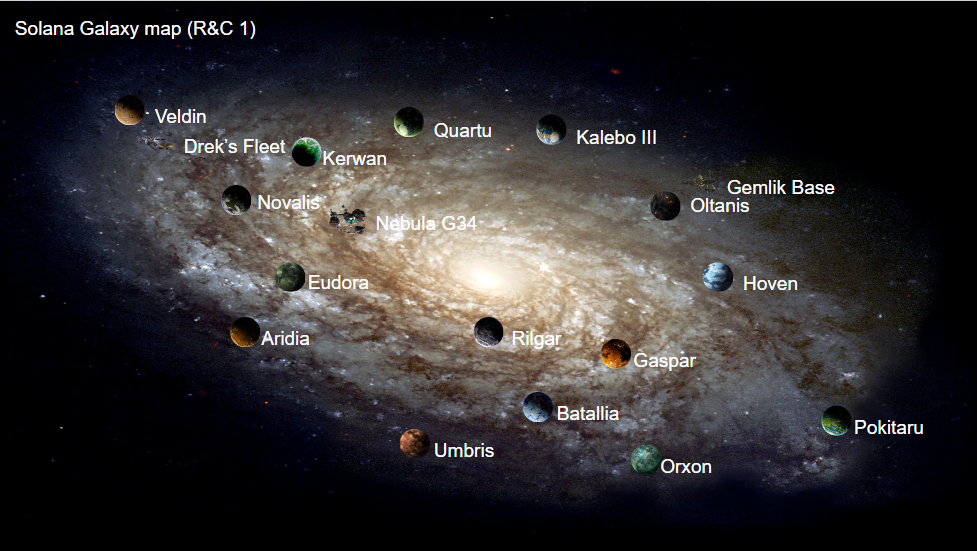 Solana Galaxy map (R&C 1)
Veldin
Quartu
Kalebo III
Drek's Fleet
Kerwan
Gemlik Base
Novalis
Oltanis
Nebula G34
Eudora
Hoven
Aridia
Rilgar
Gaspar
Batallia
Pokitaru
Umbris
Orxon